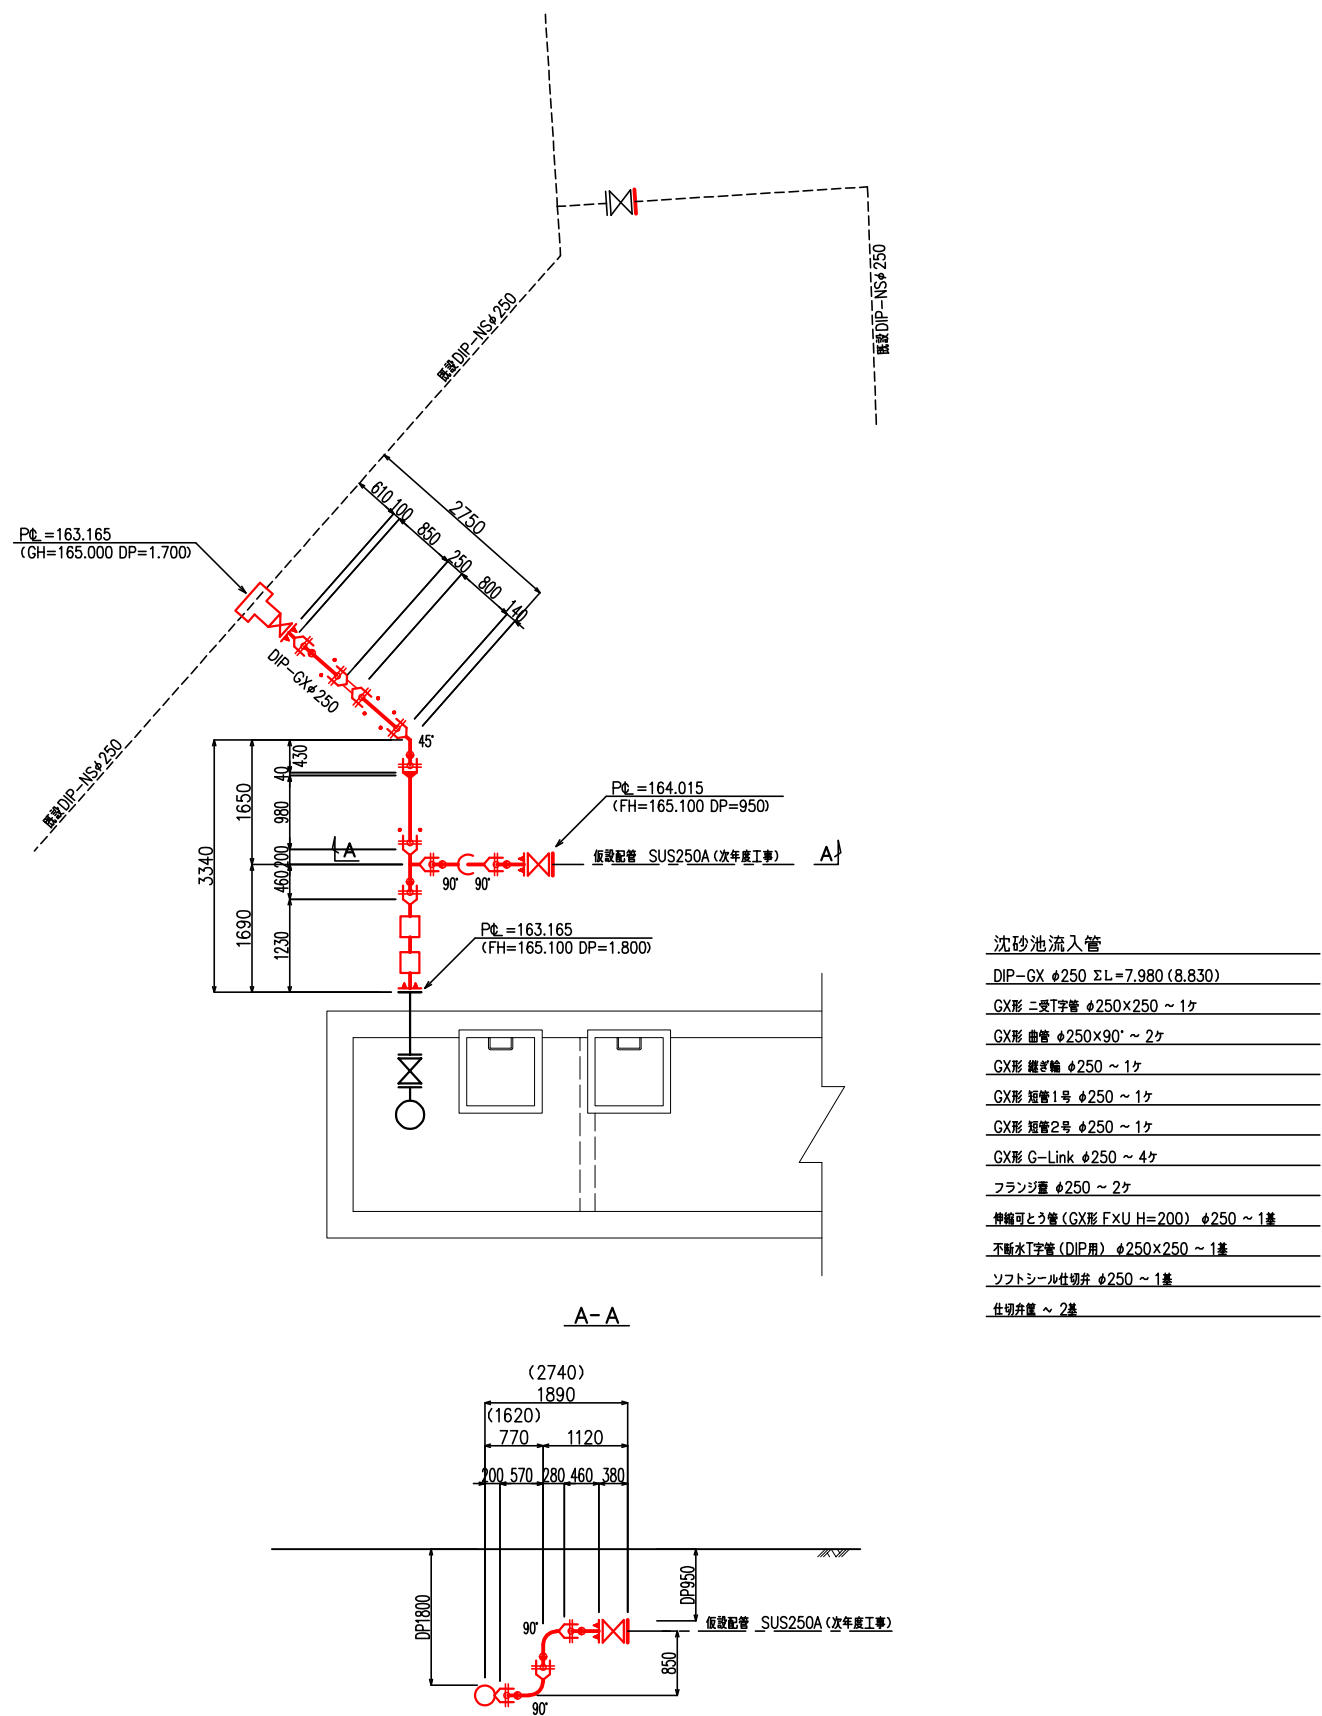 既設DIP-NSφ250
既設DIP-NSφ250
2750
610
100
850
250
800
140
P℄=163.165
(GH=165.000 DP=1.700)
DIP-GXφ250
45°
既設DIP-NSφ250
430
40
1650
980
200
3340
460
1690
1230
A
A
P℄=164.015
(FH=165.100 DP=950)
仮設配管 SUS250A(次年度工事)
90°
90°
P℄=163.165
(FH=165.100 DP=1.800)
沈砂池流入管
DIP-GX φ250 ΣL=7.980(8.830)
GX形 二受T字管 φ250×250 ~ 1ケ
GX形 曲管 φ250×90° ~ 2ケ
GX形 継ぎ輪 φ250 ~ 1ケ
GX形 短管1号 φ250 ~ 1ケ
GX形 短管2号 φ250 ~ 1ケ
GX形 G-Link φ250 ~ 4ケ
フランジ蓋 φ250 ~ 2ケ
伸縮可とう管(GX形 F×U H=200) φ250 ~ 1基
不断水T字管(DIP用) φ250×250 ~ 1基
ソフトシール仕切弁 φ250 ~ 1基
仕切弁筐 ~ 2基
A-A
(2740)
1890
(1620)
770
1120
200
570
280
460
380
DP1800
DP950
90°
仮設配管 SUS250A(次年度工事)
850
90°